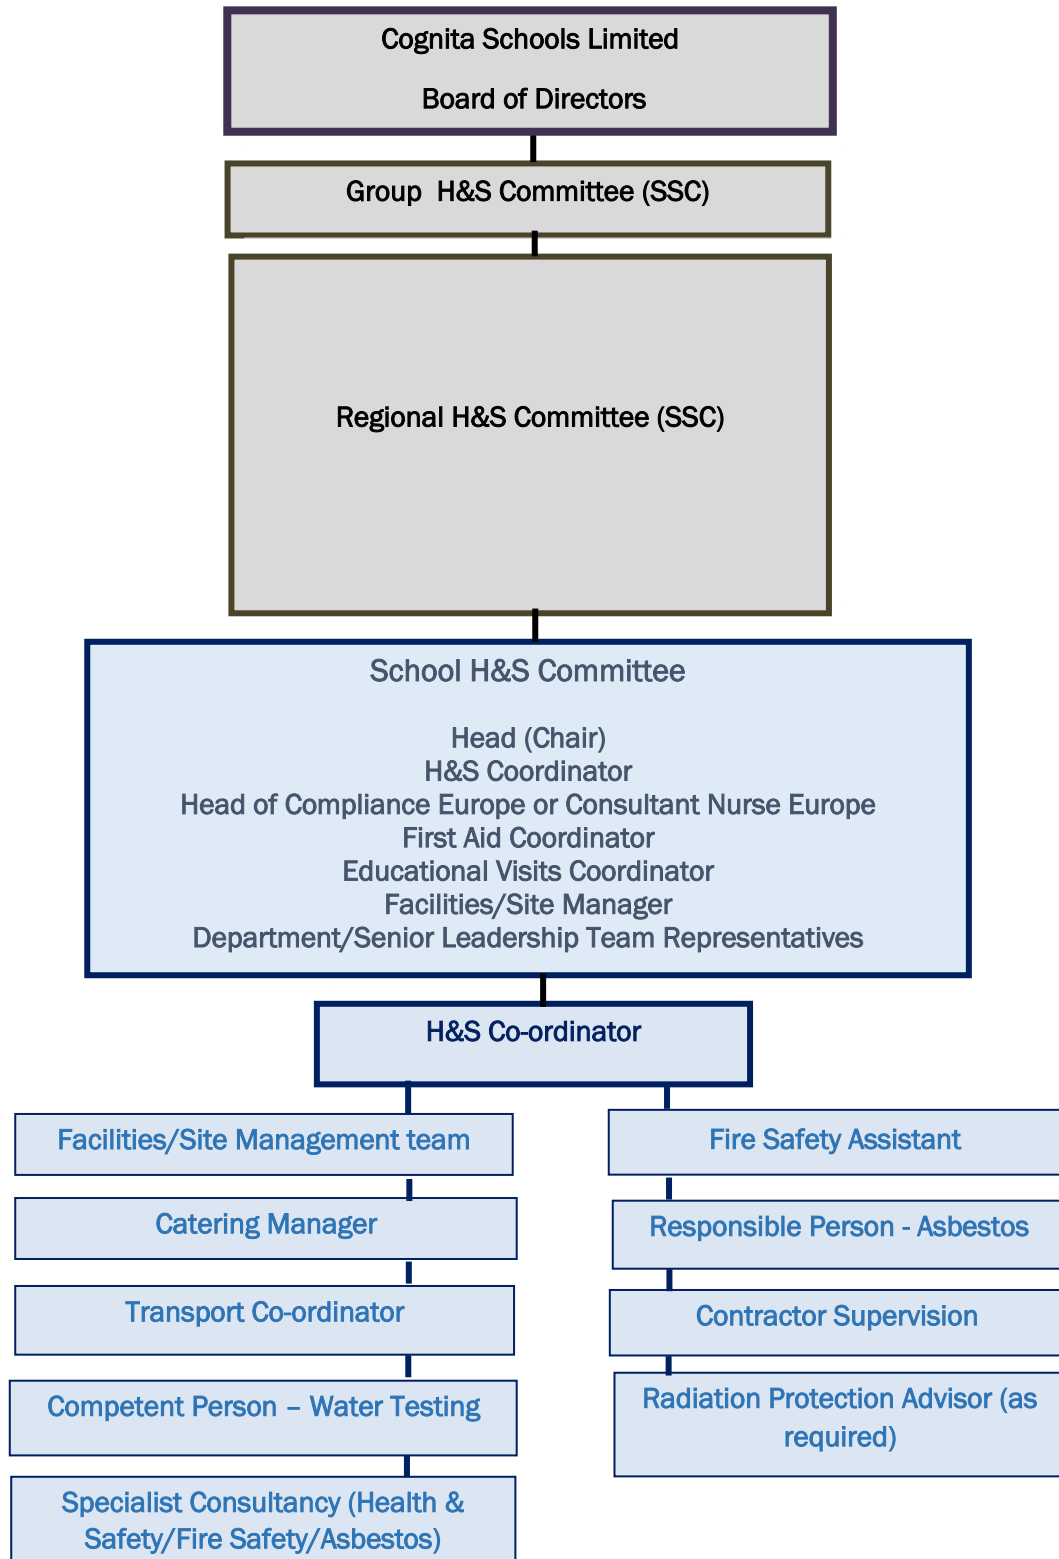 Cognita Schools Limited
Board of Directors
Group  H&S Committee (SSC)
Regional H&S Committee (SSC)
School H&S Committee
Head (Chair)
H&S Coordinator
Head of Compliance Europe or Consultant Nurse Europe
First Aid Coordinator
Educational Visits Coordinator
Facilities/Site Manager
Department/Senior Leadership Team Representatives
H&S Co-ordinator
Facilities/Site Management team
Catering Manager
Transport Co-ordinator
Competent Person – Water Testing
Specialist Consultancy (Health &
Safety/Fire Safety/Asbestos)
Fire Safety Assistant
Responsible Person - Asbestos
Contractor Supervision
Radiation Protection Advisor (as
required)